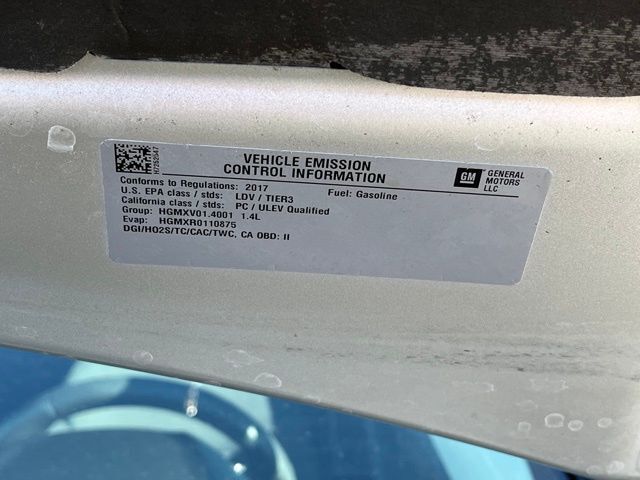 H7252547
VEHICLE EMISSION
CONTROL INFORMATION
GM
GENERAL
MOTORS
LLC
Conforms to Regulations: 2017 Fuel: Gasoline
U.S. EPA class / stds: LDV / TIER3
California class / stds: PC / ULEV Qualified
Group: HGMXV01.4001 1.4L
Evap: HGMXR0110875
DGI/HO2S/TC/CAC/TWC, CA OBD: II